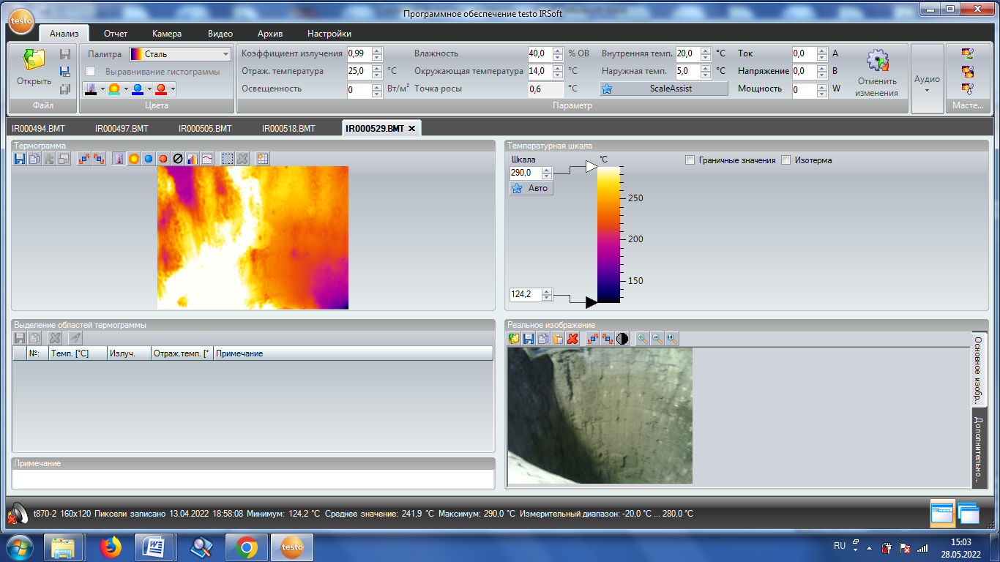 Программное обеспечение testo IRSoft
testo
Анализ Отчет Камера Видео Архив Настройки
Палитра Сталь Коэффициент излучения 0,99 Влажность 40,0 % ОВ Внутренняя темп. 20,0 °C Ток 0,0 A
Открыть Выравнивание гистограммы Отраж. температура 25,0 °C Окружающая температура 14,0 °C Наружная темп. 5,0 °C Напряжение 0,0 В Отменить изменения Аудио
Освещенность 0 Вт/м² Точка росы 0,6 °C ScaleAssist Мощность 0 W
Файл Цвета Параметр Масте...
IR000494.BMT IR000497.BMT IR000505.BMT IR000518.BMT IR000529.BMT
Термограмма
Температурная шкала
Шкала °C Граничные значения Изотерма
290,0
Авто
250
200
150
124,2
Выделение областей термограммы
№: Темп. [°C] Излуч. Отраж.темп. [° Примечание
Примечание
Реальное изображение
Основное изобр...
Дополнительно...
t870-2 160x120 Пиксели записано 13.04.2022 18:58:08 Минимум: 124,2 °C Среднее значение: 241,9 °C Максимум: 290,0 °C Измерительный диапазон: -20,0 °C ... 280,0 °C
testo
RU
15:03
28.05.2022